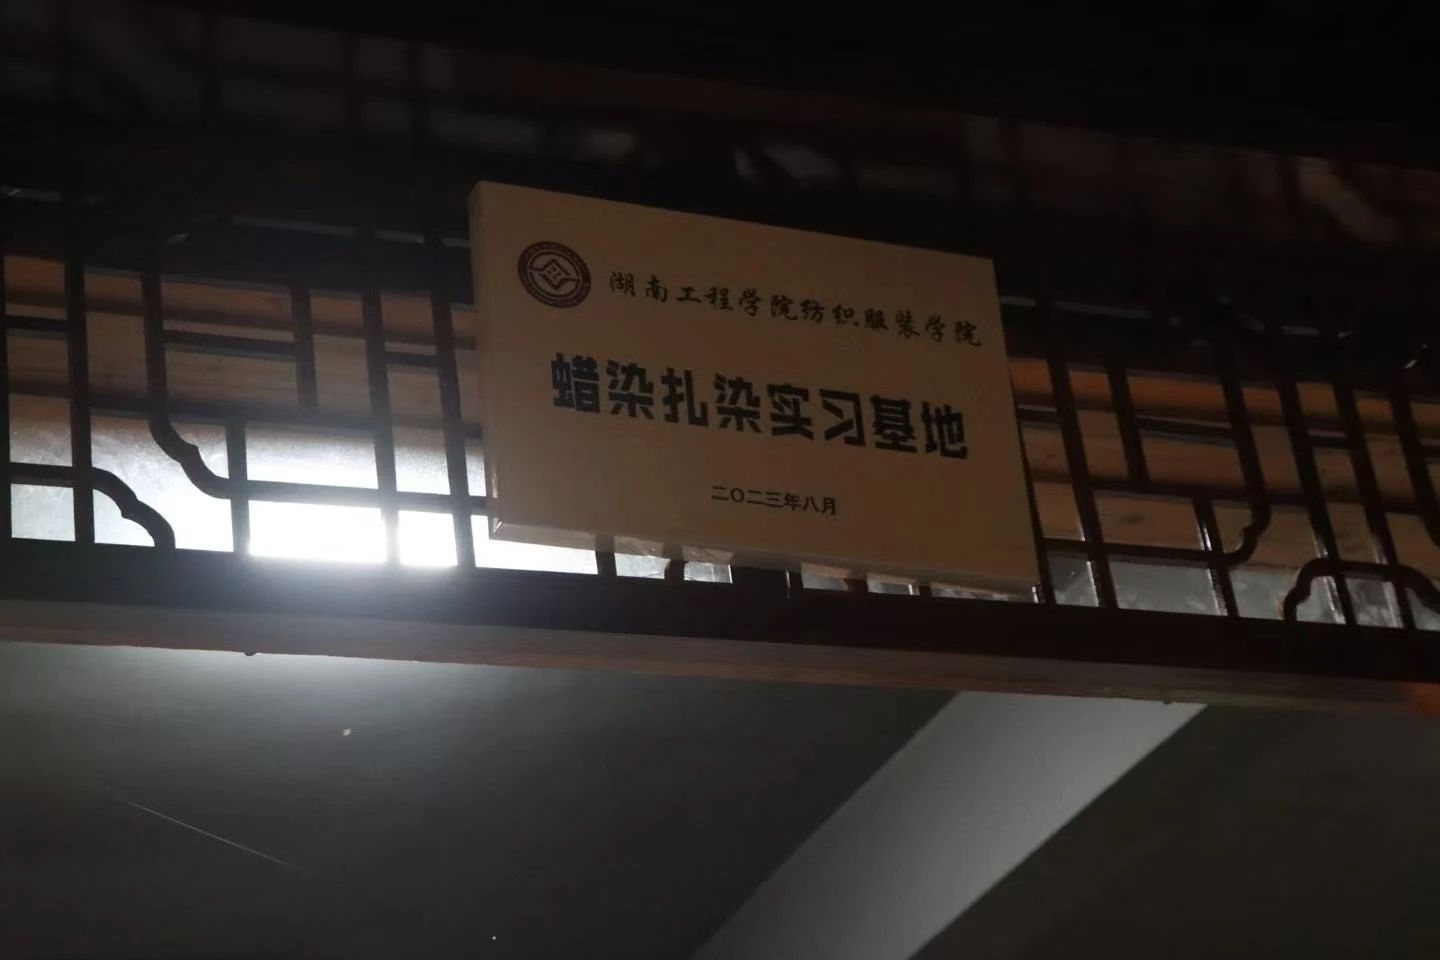 湖南工程学院纺织服装学院
蜡染扎染实习基地
二〇二三年八月